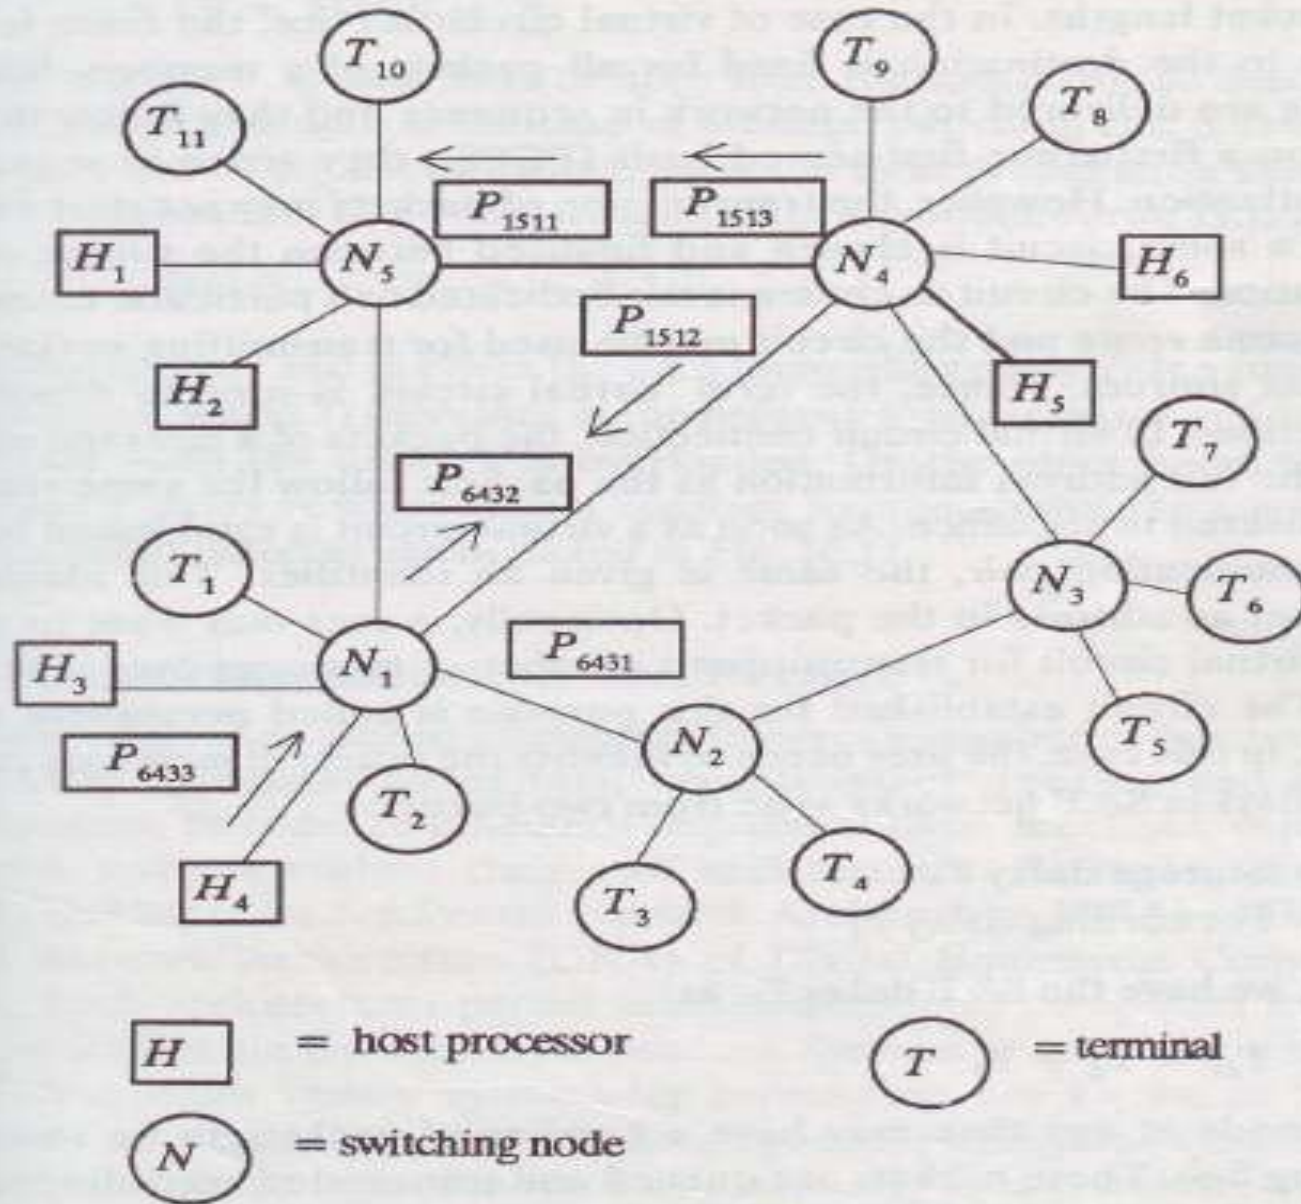 T10
T9
T11
T8
P1511
P1513
H1
N5
N4
H6
P1512
H2
H5
T7
P6432
T1
N3
T6
H3
N1
P6431
N2
T5
P6433
T2
H4
T3
T4
H = host processor
T = terminal
N = switching node